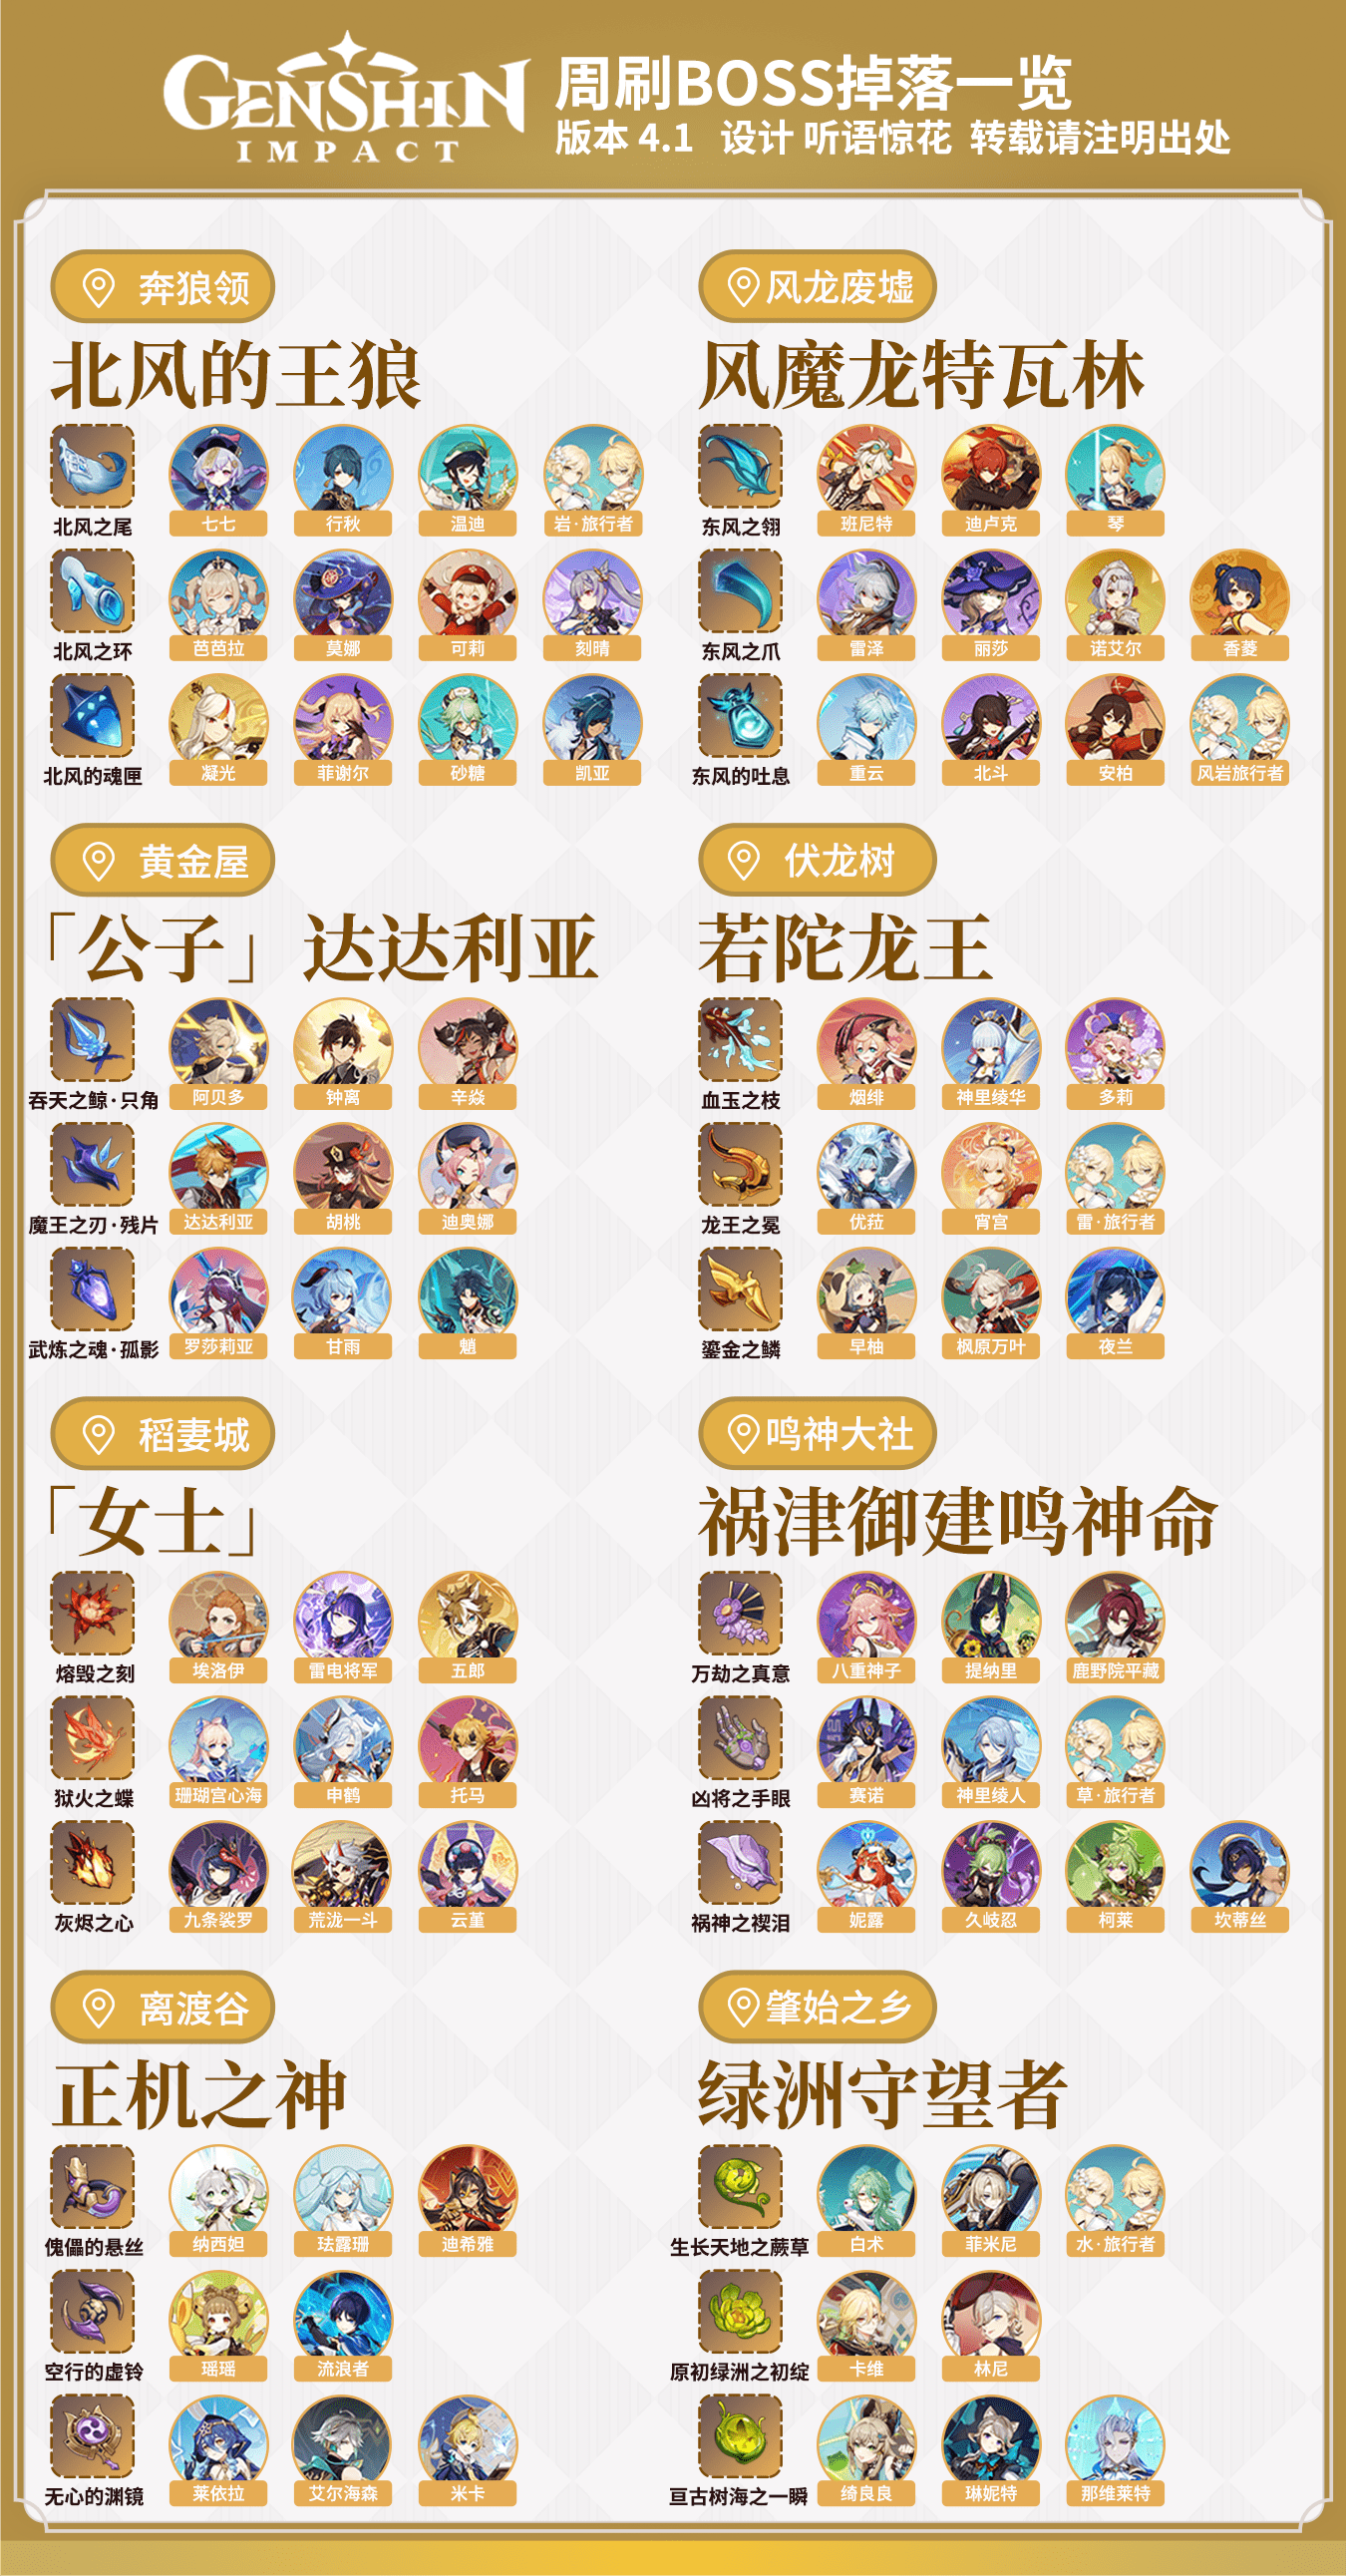 GENSHIN
IMPACT
周刷BOSS掉落一览
版本 4.1 设计 听语惊花 转载请注明出处
奔狼领
北风的王狼
七七 行秋 温迪 岩·旅行者
北风之尾
芭芭拉 莫娜 可莉 刻晴
北风之环
凝光 菲谢尔 砂糖 凯亚
北风的魂匣
风龙废墟
风魔龙特瓦林
班尼特 迪卢克 琴
东风之翎
雷泽 丽莎 诺艾尔 香菱
东风之爪
重云 北斗 安柏 风岩旅行者
东风的吐息
黄金屋
「公子」 达达利亚
阿贝多 钟离 辛焱
吞天之鲸·只角
达达利亚 胡桃 迪奥娜
魔王之刃·残片
罗莎莉亚 甘雨 魈
武炼之魂·孤影
伏龙树
若陀龙王
烟绯 神里绫华 多莉
血玉之枝
优菈 宵宫 雷·旅行者
龙王之冕
早柚 枫原万叶 夜兰
鎏金之鳞
稻妻城
「女士」
埃洛伊 雷电将军 五郎
熔毁之刻
珊瑚宫心海 申鹤 托马
狱火之蝶
九条裟罗 荒泷一斗 云堇
灰烬之心
鸣神大社
祸津御建鸣神命
八重神子 提纳里 鹿野院平藏
万劫之真意
赛诺 神里绫人 草·旅行者
凶将之手眼
妮露 久岐忍 柯莱 坎蒂丝
祸神之禊泪
离渡谷
正机之神
纳西妲 珐露珊 迪希雅
傀儡的悬丝
瑶瑶 流浪者
空行的虚铃
莱依拉 艾尔海森 米卡
无心的渊镜
肇始之乡
绿洲守望者
白术 菲米尼 水·旅行者
生长天地之蕨草
卡维 林尼
原初绿洲之初绽
绮良良 琳妮特 那维莱特
亘古树海之一瞬